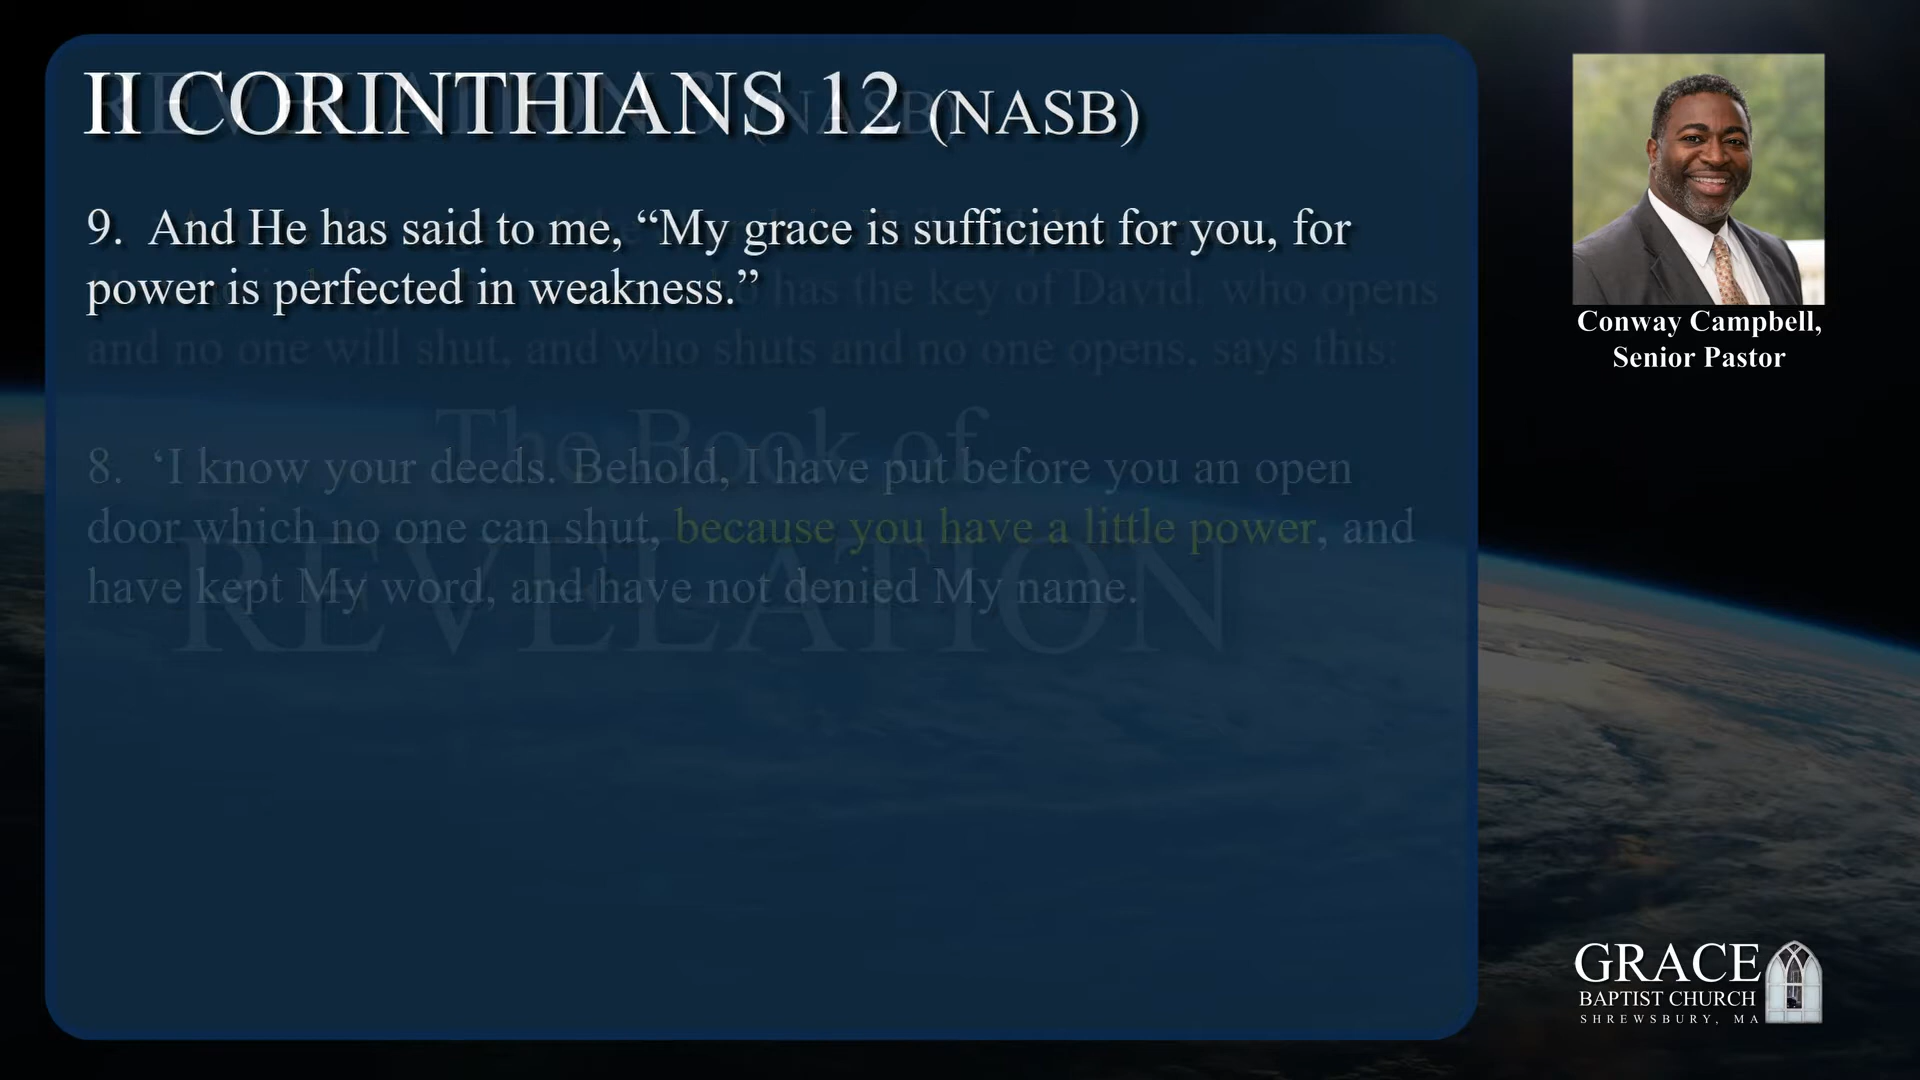 II CORINTHIANS 12 (NASB)
9. And He has said to me, “My grace is sufficient for you, for
power is perfected in weakness.”
has the key of David, who opens
and no one will shut, and who shuts and no one opens, says this:
The Book of
8. ‘I know your deeds. Behold, I have put before you an open
door which no one can shut, because you have a little power, and
have kept My word, and have not denied My name.
REVELATION
Conway Campbell,
Senior Pastor
GRACE
BAPTIST CHURCH
SHREWSBURY, MA